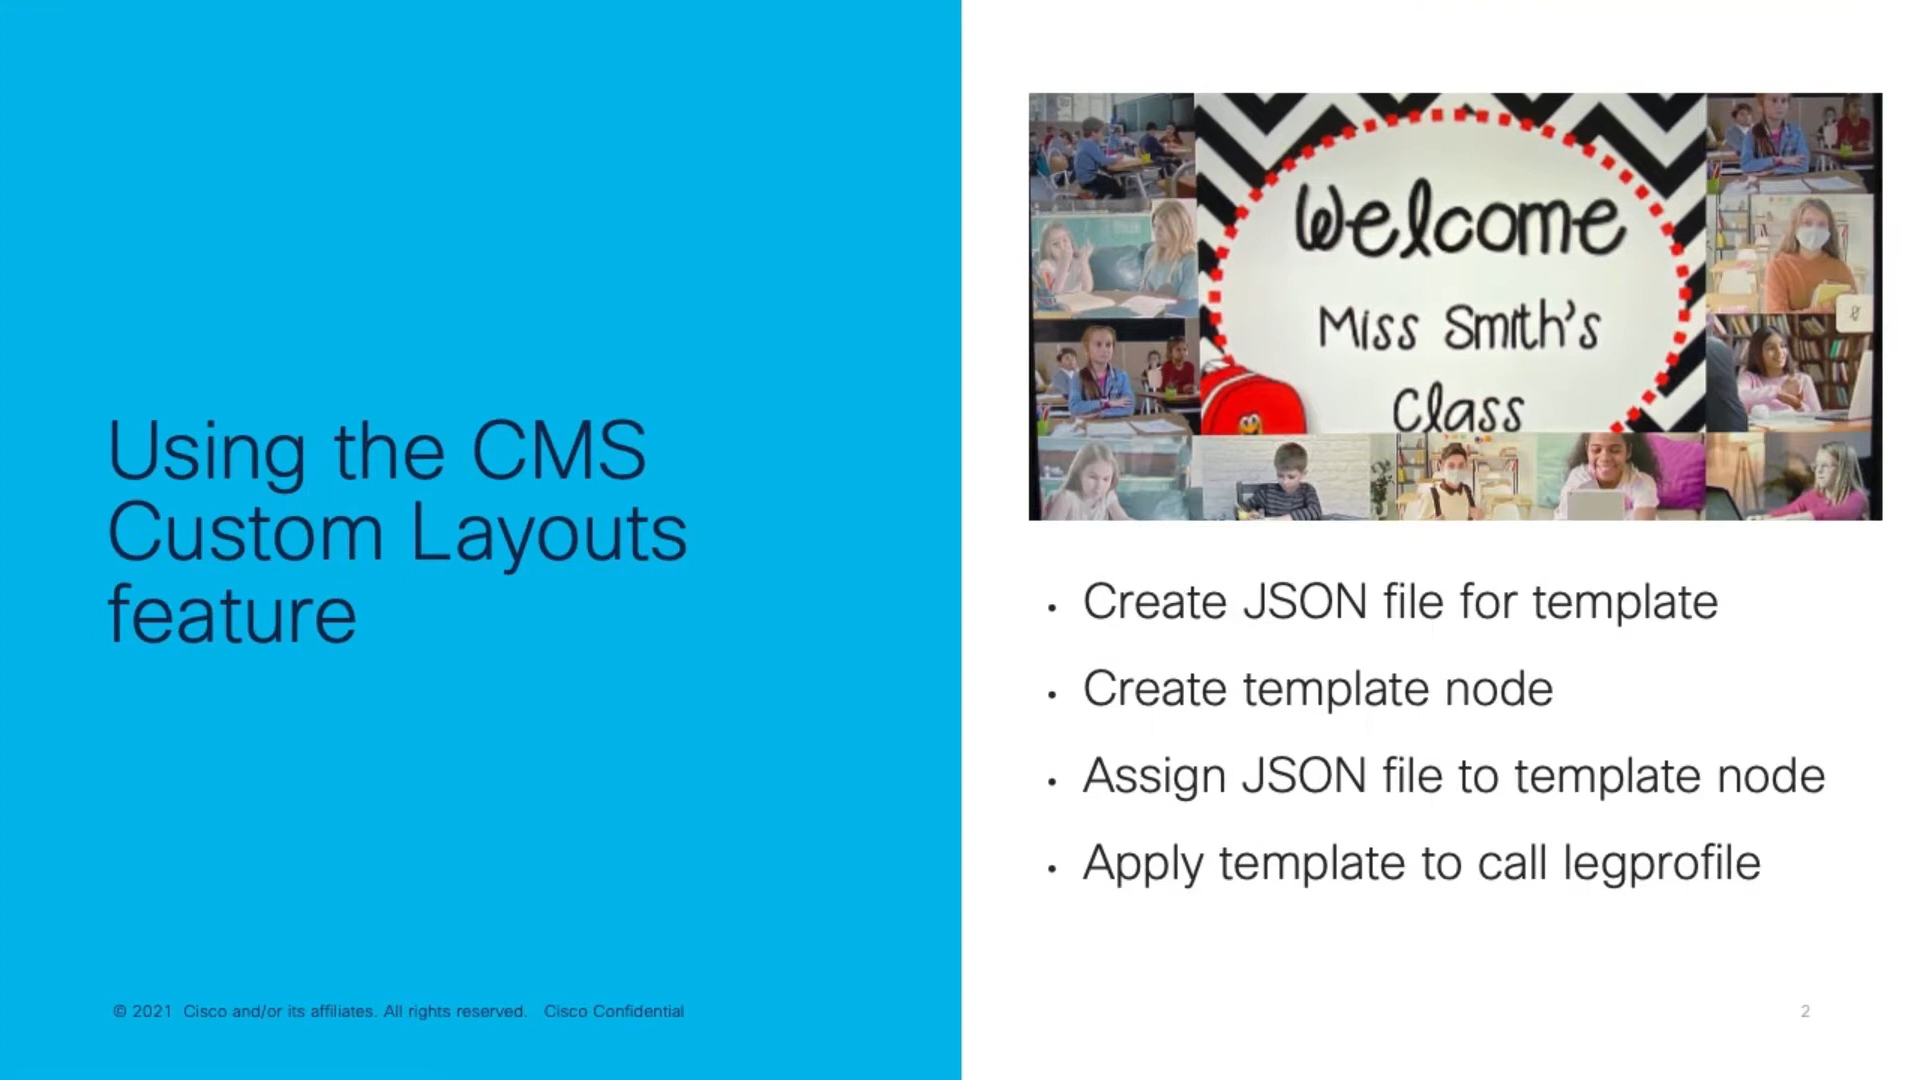 Using the CMS
Custom Layouts
feature
Welcome
Miss Smith's
Class
• Create JSON file for template
• Create template node
• Assign JSON file to template node
• Apply template to call legprofile
© 2021 Cisco and/or its affiliates. All rights reserved. Cisco Confidential
2